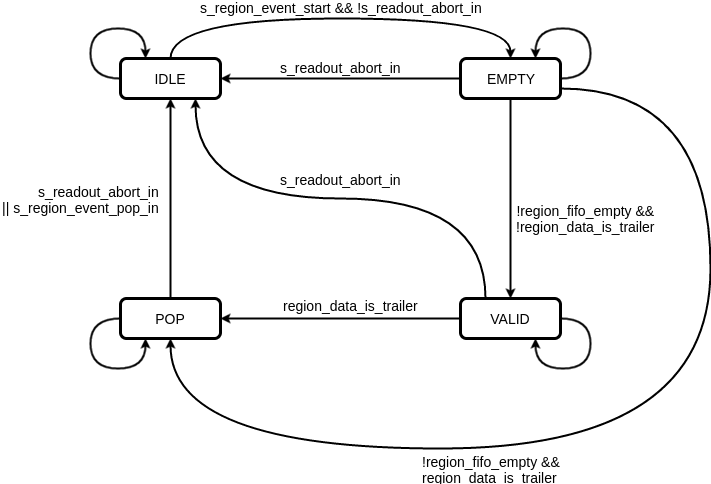 s_region_event_start && !s_readout_abort_in
IDLE
s_readout_abort_in
EMPTY
s_readout_abort_in
|| s_region_event_pop_in
s_readout_abort_in
!region_fifo_empty &&
!region_data_is_trailer
POP
region_data_is_trailer
VALID
!region_fifo_empty &&
region_data_is_trailer